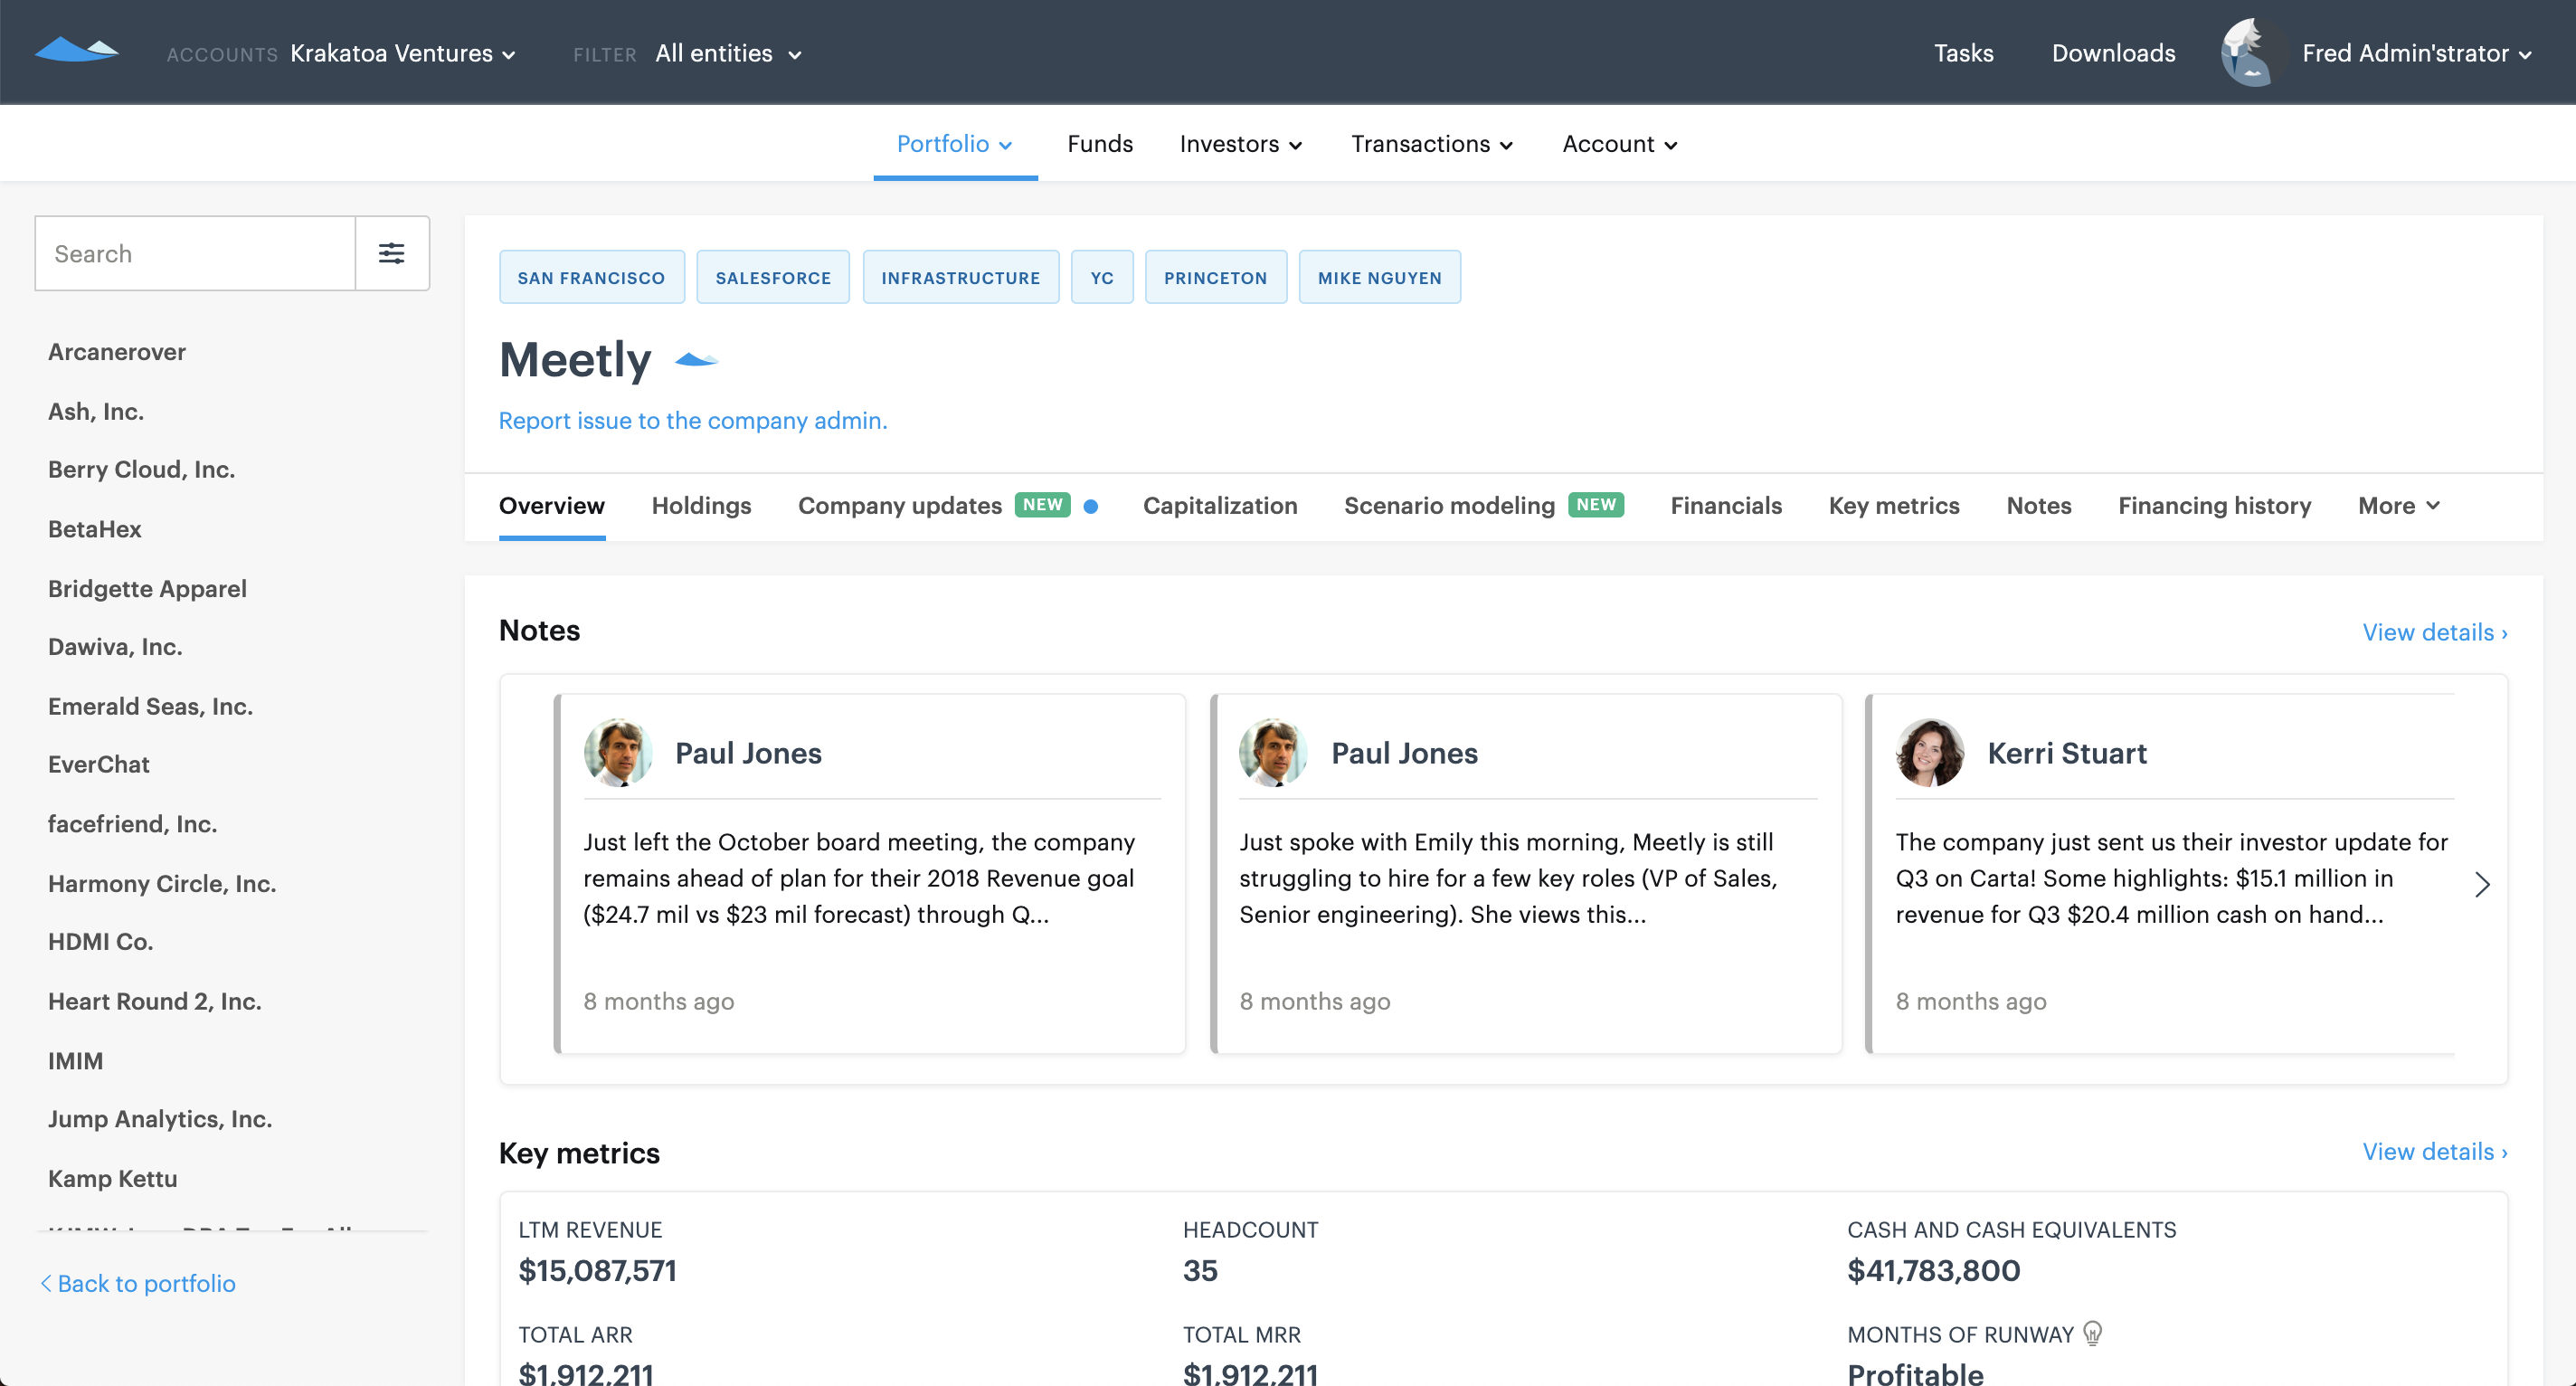 ACCOUNTS Krakatoa Ventures FILTER All entities Tasks Downloads Fred Admin'strator
Portfolio Funds Investors Transactions Account
Search
Arcanerover
Ash, Inc.
Berry Cloud, Inc.
BetaHex
Bridgette Apparel
Dawiva, Inc.
Emerald Seas, Inc.
EverChat
facefriend, Inc.
Harmony Circle, Inc.
HDMI Co.
Heart Round 2, Inc.
IMIM
Jump Analytics, Inc.
Kamp Kettu
Back to portfolio
SAN FRANCISCO SALESFORCE INFRASTRUCTURE YC PRINCETON MIKE NGUYEN
Meetly
Report issue to the company admin.
Overview Holdings Company updates NEW Capitalization Scenario modeling NEW Financials Key metrics Notes Financing history More
Notes View details ›
Paul Jones
Just left the October board meeting, the company
remains ahead of plan for their 2018 Revenue goal
($24.7 mil vs $23 mil forecast) through Q...
8 months ago
Paul Jones
Just spoke with Emily this morning, Meetly is still
struggling to hire for a few key roles (VP of Sales,
Senior engineering). She views this...
8 months ago
Kerri Stuart
The company just sent us their investor update for
Q3 on Carta! Some highlights: $15.1 million in
revenue for Q3 $20.4 million cash on hand...
8 months ago
Key metrics View details ›
LTM REVENUE HEADCOUNT CASH AND CASH EQUIVALENTS
$15,087,571 35 $41,783,800
TOTAL ARR TOTAL MRR MONTHS OF RUNWAY
$1,912,211 $1,912,211 Profitable